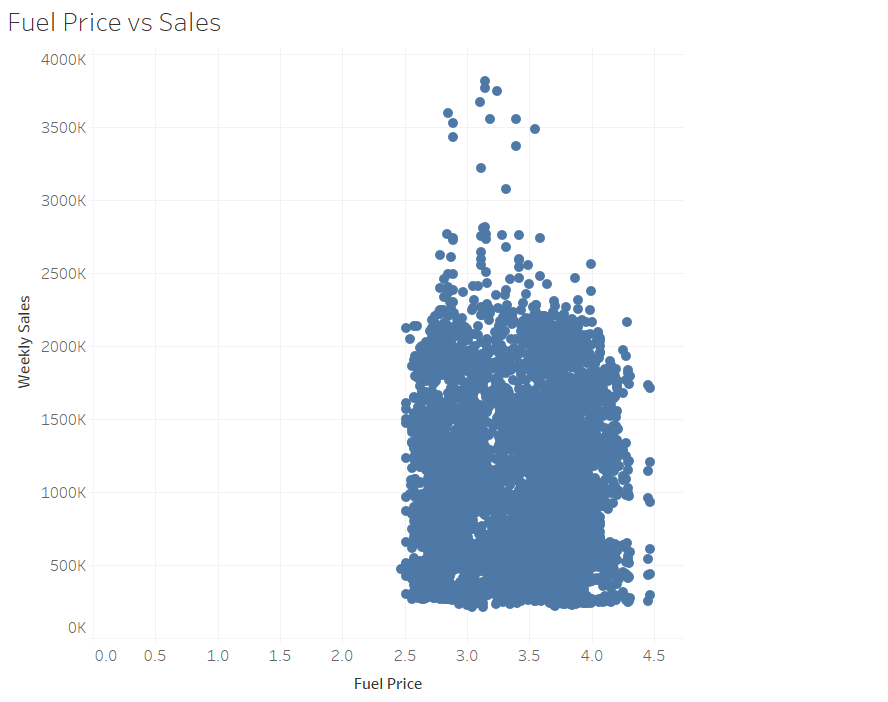 Fuel Price vs Sales
4000K
3500K
3000K
2500K
2000K
1500K
1000K
500K
0K
Weekly Sales
0.0 0.5 1.0 1.5 2.0 2.5 3.0 3.5 4.0 4.5
Fuel Price